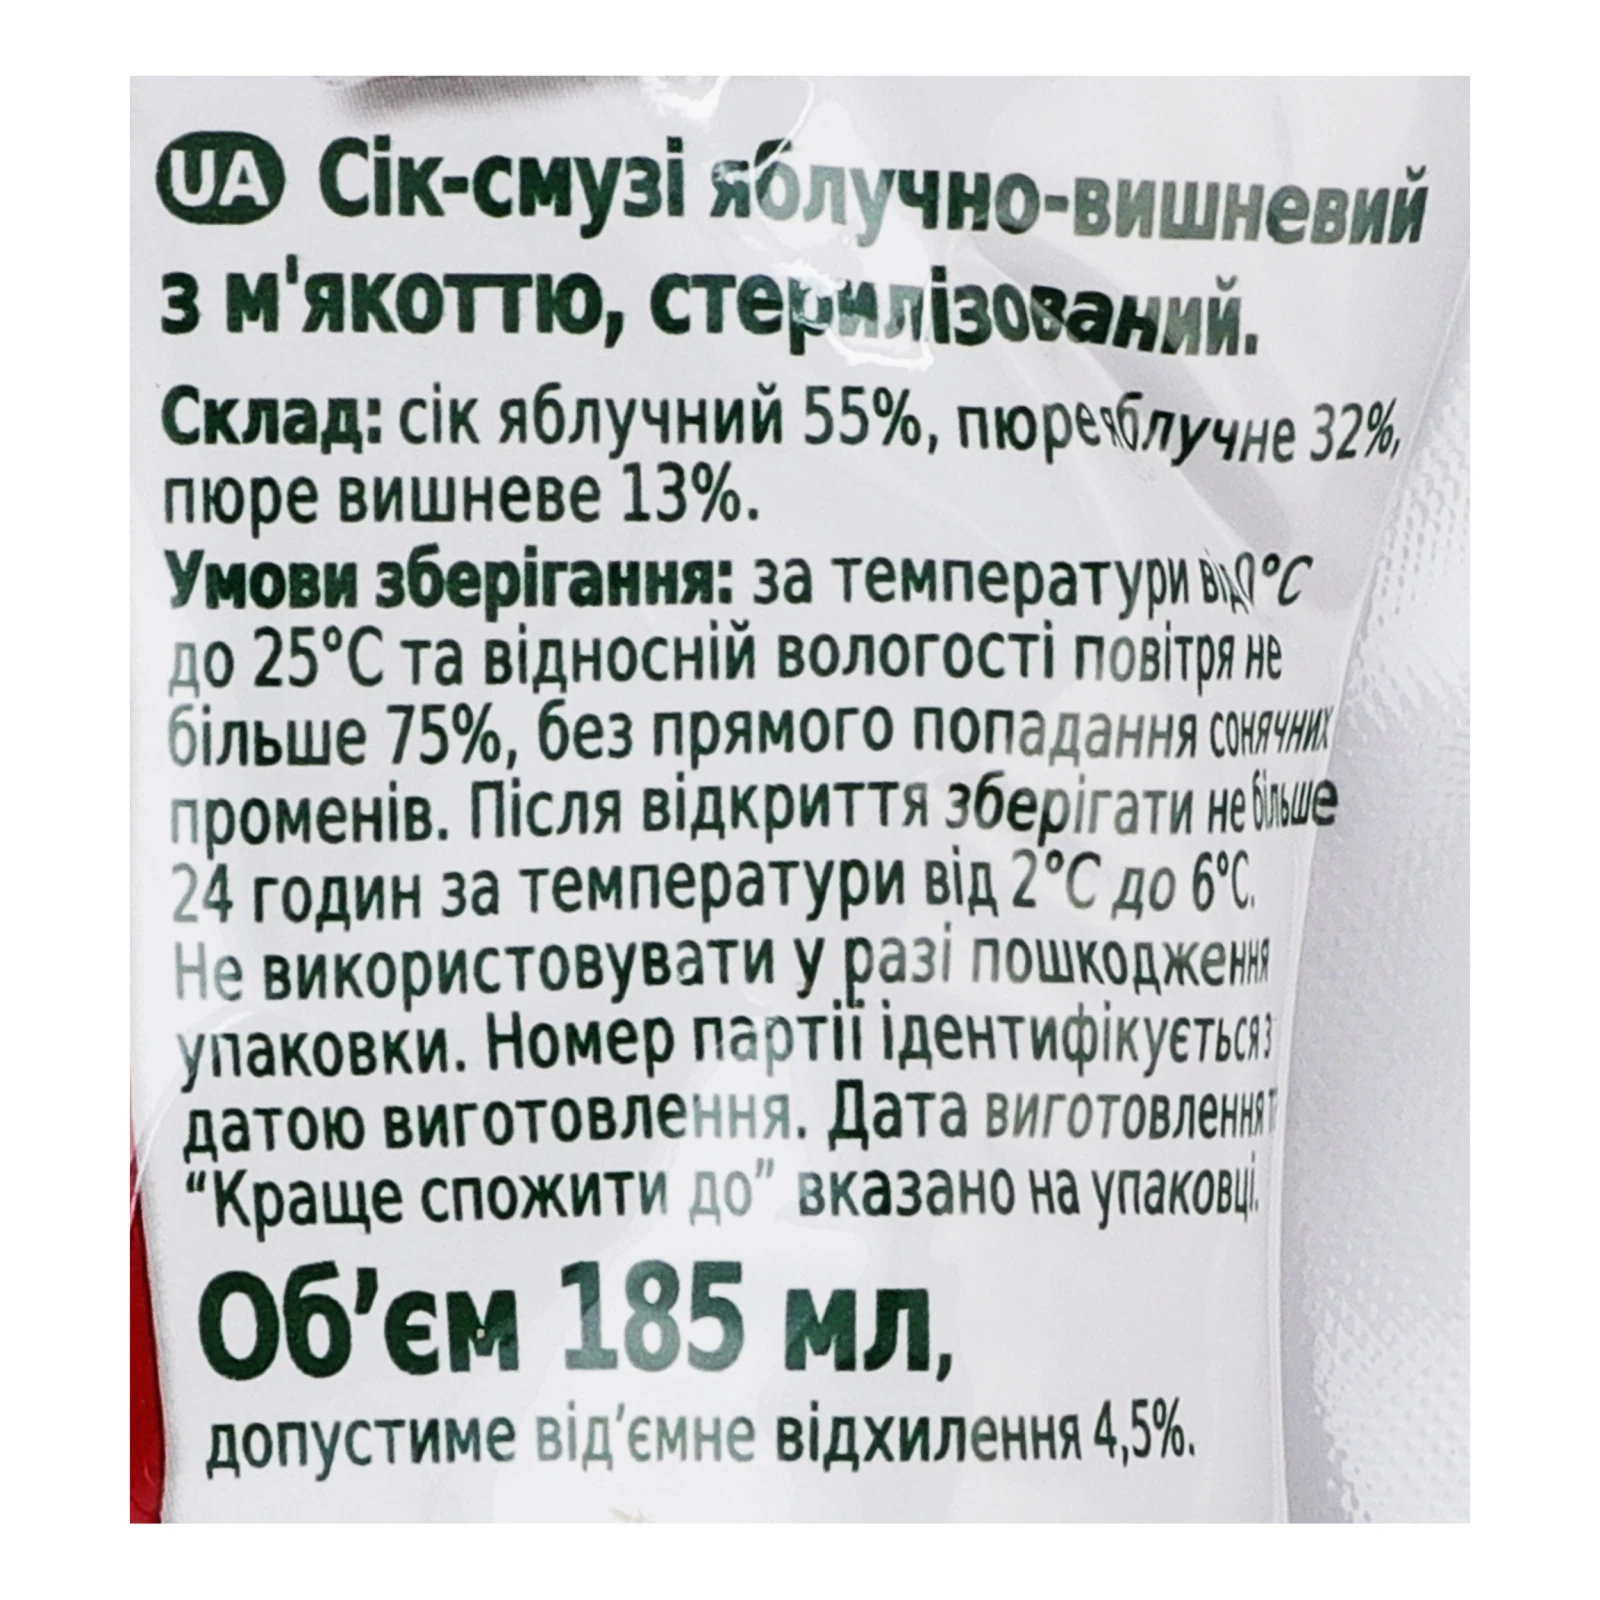 UA Сік-смузі яблучно-вишневий
з м'якоттю, стерилізований.
Склад: сік яблучний 55%, пюре яблучне 32%,
пюре вишневе 13%.
Умови зберігання: за температури від 0°C
до 25°C та відносній вологості повітря не
більше 75%, без прямого попадання сонячних
променів. Після відкриття зберігати не більше
24 годин за температури від 2°C до 6°C.
Не використовувати у разі пошкодження
упаковки. Номер партії ідентифікується з
датою виготовлення. Дата виготовлення
“Краще спожити до” вказано на упаковці.
Об’єм 185 мл,
допустиме від’ємне відхилення 4,5%.